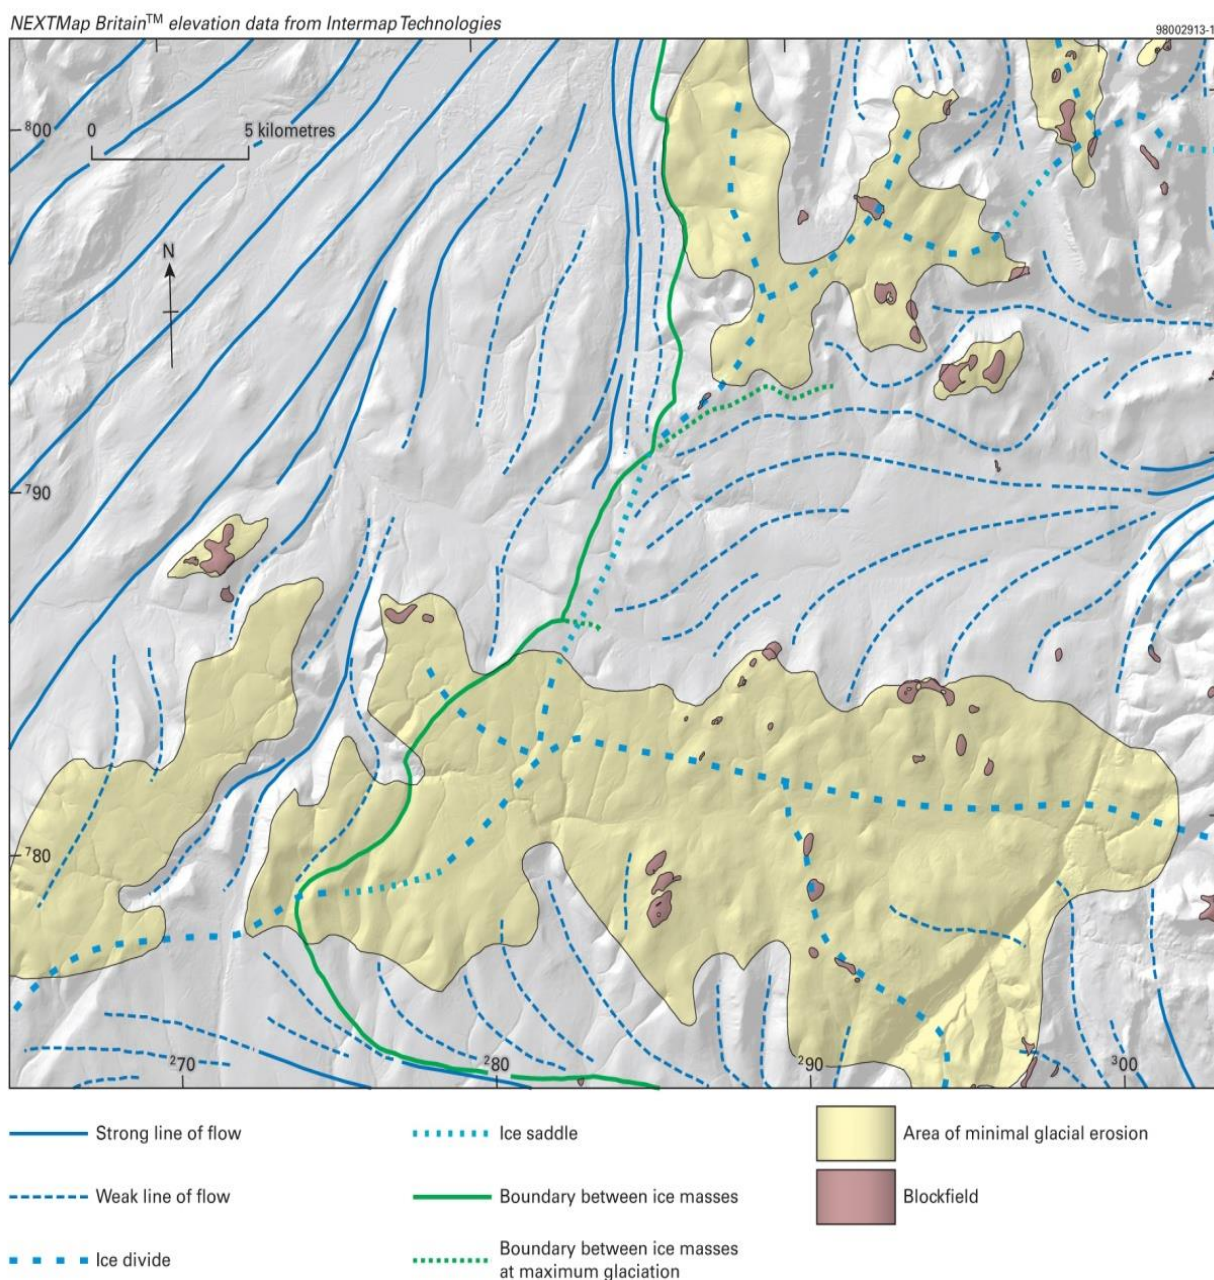 NEXTMap Britain™ elevation data from Intermap Technologies
98002913-1
800
0 5 kilometres
N
790
780
270 280 290 300
Strong line of flow
Weak line of flow
Ice divide
Ice saddle
Boundary between ice masses
Boundary between ice masses
at maximum glaciation
Area of minimal glacial erosion
Blockfield